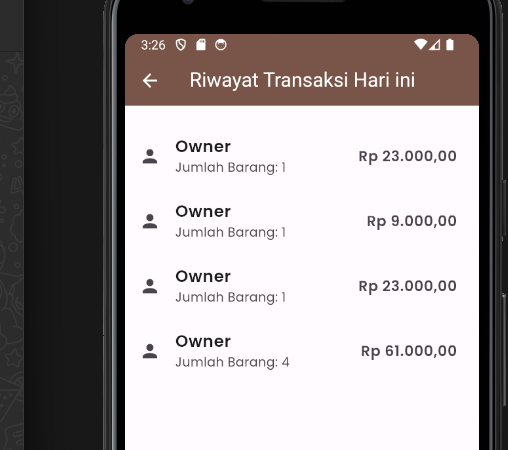 3:26
Riwayat Transaksi Hari ini
Owner
Jumlah Barang: 1
Rp 23.000,00
Owner
Jumlah Barang: 1
Rp 9.000,00
Owner
Jumlah Barang: 1
Rp 23.000,00
Owner
Jumlah Barang: 4
Rp 61.000,00